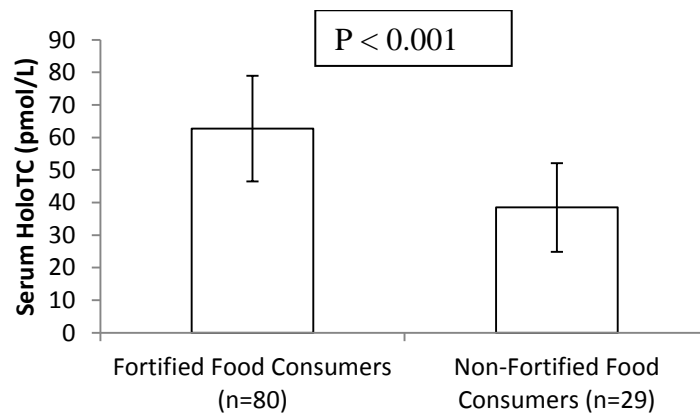 P < 0.001
Serum HoloTC (pmol/L)
90
80
70
60
50
40
30
20
10
0
Fortified Food Consumers
(n=80)
Non-Fortified Food
Consumers (n=29)